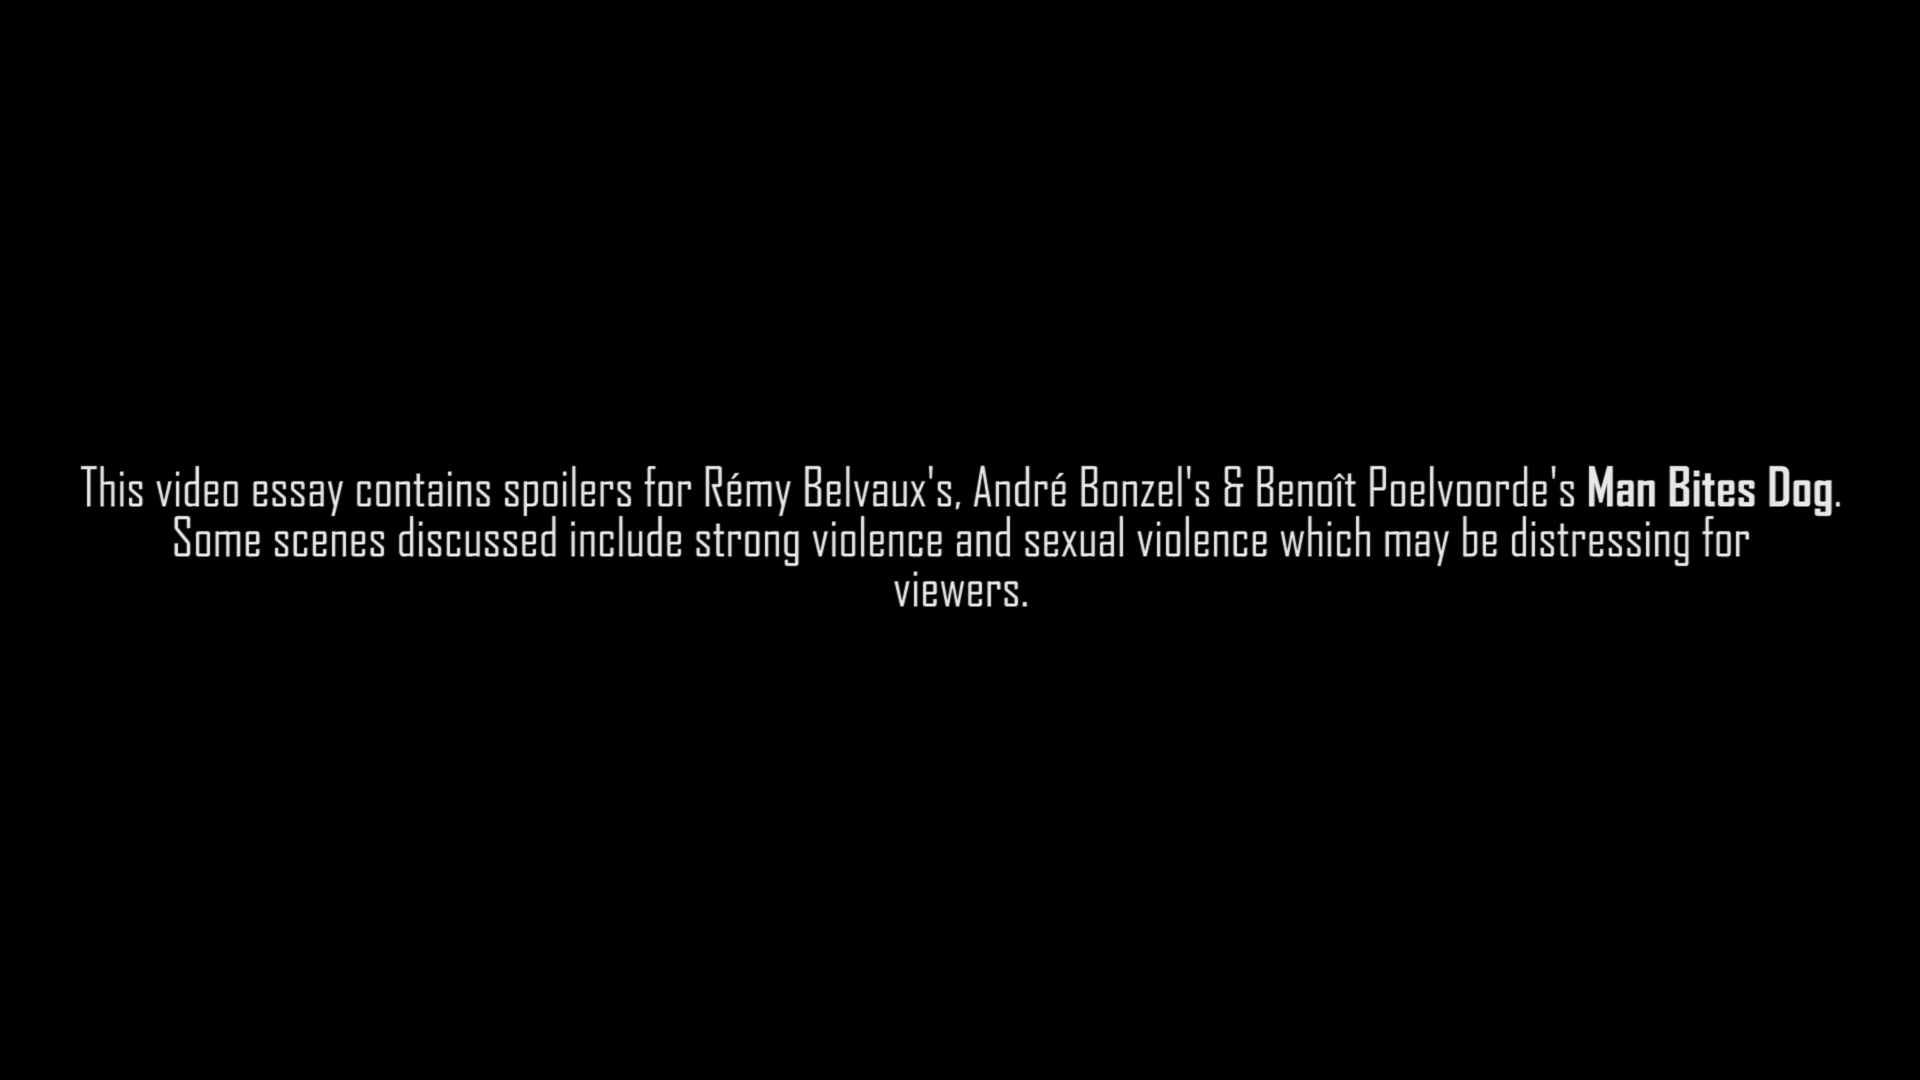 This video essay contains spoilers for Rémy Belvaux's, André Bonzel's & Benoît Poelvoorde's Man Bites Dog.
Some scenes discussed include strong violence and sexual violence which may be distressing for
viewers.